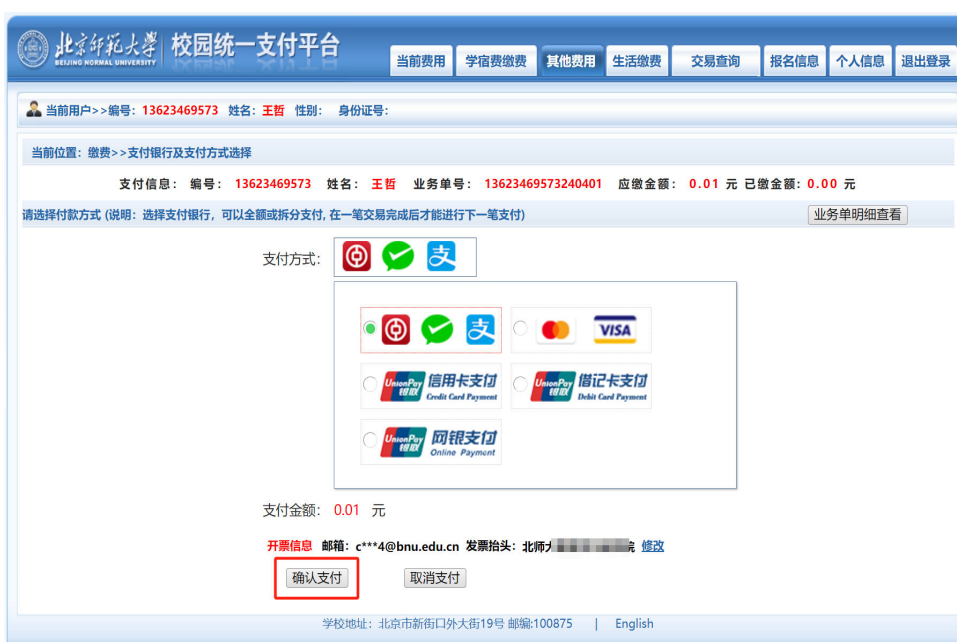 北京师范大学 校园统一支付平台
BEIJING NORMAL UNIVERSITY
当前费用 学宿费缴费 其他费用 生活缴费 交易查询 报名信息 个人信息 退出登录
当前用户>>编号: 13623469573 姓名: 王哲 性别: 身份证号:
当前位置: 缴费>>支付银行及支付方式选择
支付信息: 编号: 13623469573 姓名: 王哲 业务单号: 13623469573240401 应缴金额: 0.01 元 已缴金额: 0.00 元
请选择付款方式 (说明: 选择支付银行, 可以全额或拆分支付, 在一笔交易完成后才能进行下一笔支付) 业务单明细查看
支付方式: 支
支 VISA
UnionPay 银联 信用卡支付 Credit Card Payment UnionPay 银联 借记卡支付 Debit Card Payment
UnionPay 银联 网银支付 Online Payment
支付金额: 0.01 元
开票信息 邮箱: c***4@bnu.edu.cn 发票抬头: 北师大 院 修改
确认支付 取消支付
学校地址: 北京市新街口外大街19号 邮编:100875 | English